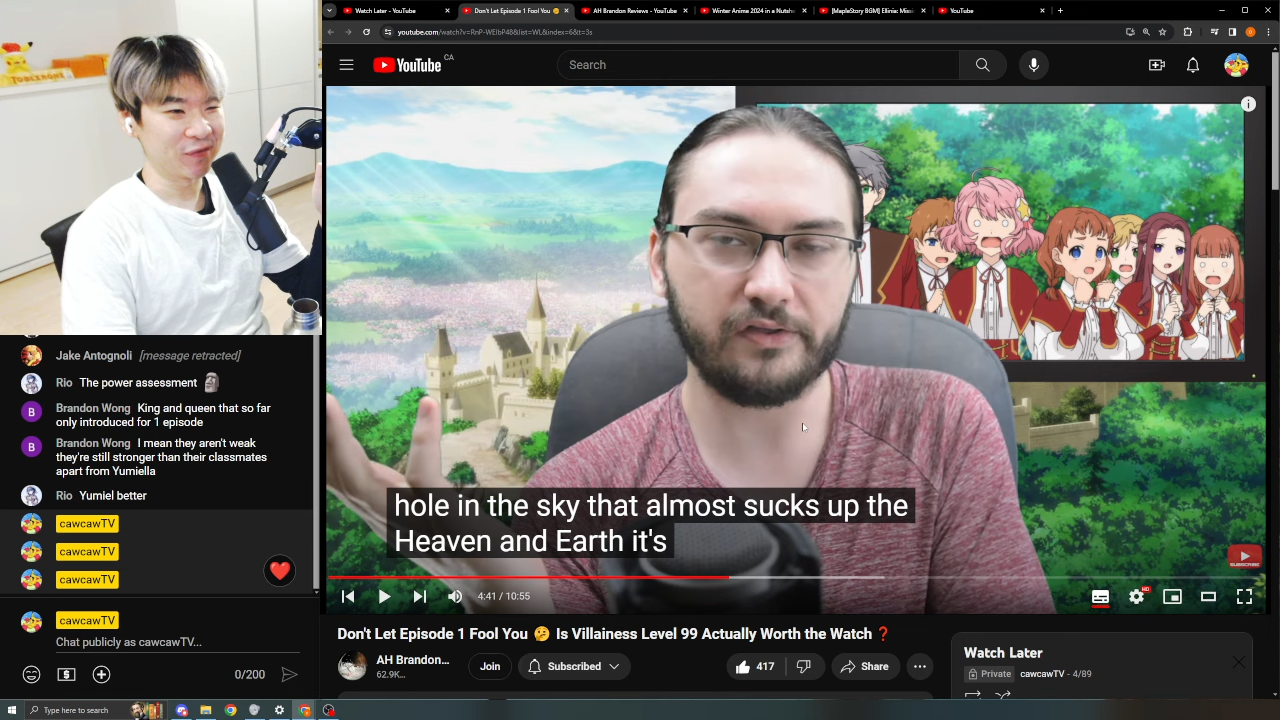 Watch Later - YouTube
Don't Let Episode 1 Fool You
AH Brandon Reviews - YouTube
Winter Anime 2024 in a Nutsh
[MapleStory BGM] Ellinia: Missi
YouTube
youtube.com/watch?v=RnP-WEIbP48&list=WL&index=6&t=3s
YouTube CA
Search
Jake Antognoli [message retracted]
Rio The power assessment
B Brandon Wong King and queen that so far
only introduced for 1 episode
B Brandon Wong I mean they aren't weak
they're still stronger than their classmates
apart from Yumiella
Rio Yumiel better
cawcawTV
cawcawTV
cawcawTV
cawcawTV
Chat publicly as cawcawTV...
0/200
hole in the sky that almost sucks up the
Heaven and Earth it's
SUBSCRIBE
4:41 / 10:55
HD
Don't Let Episode 1 Fool You 🤔 Is Villainess Level 99 Actually Worth the Watch ❓
AH Brandon...
62.9K...
Join
Subscribed
417
Share
Watch Later
Private cawcawTV - 4/89
Type here to search